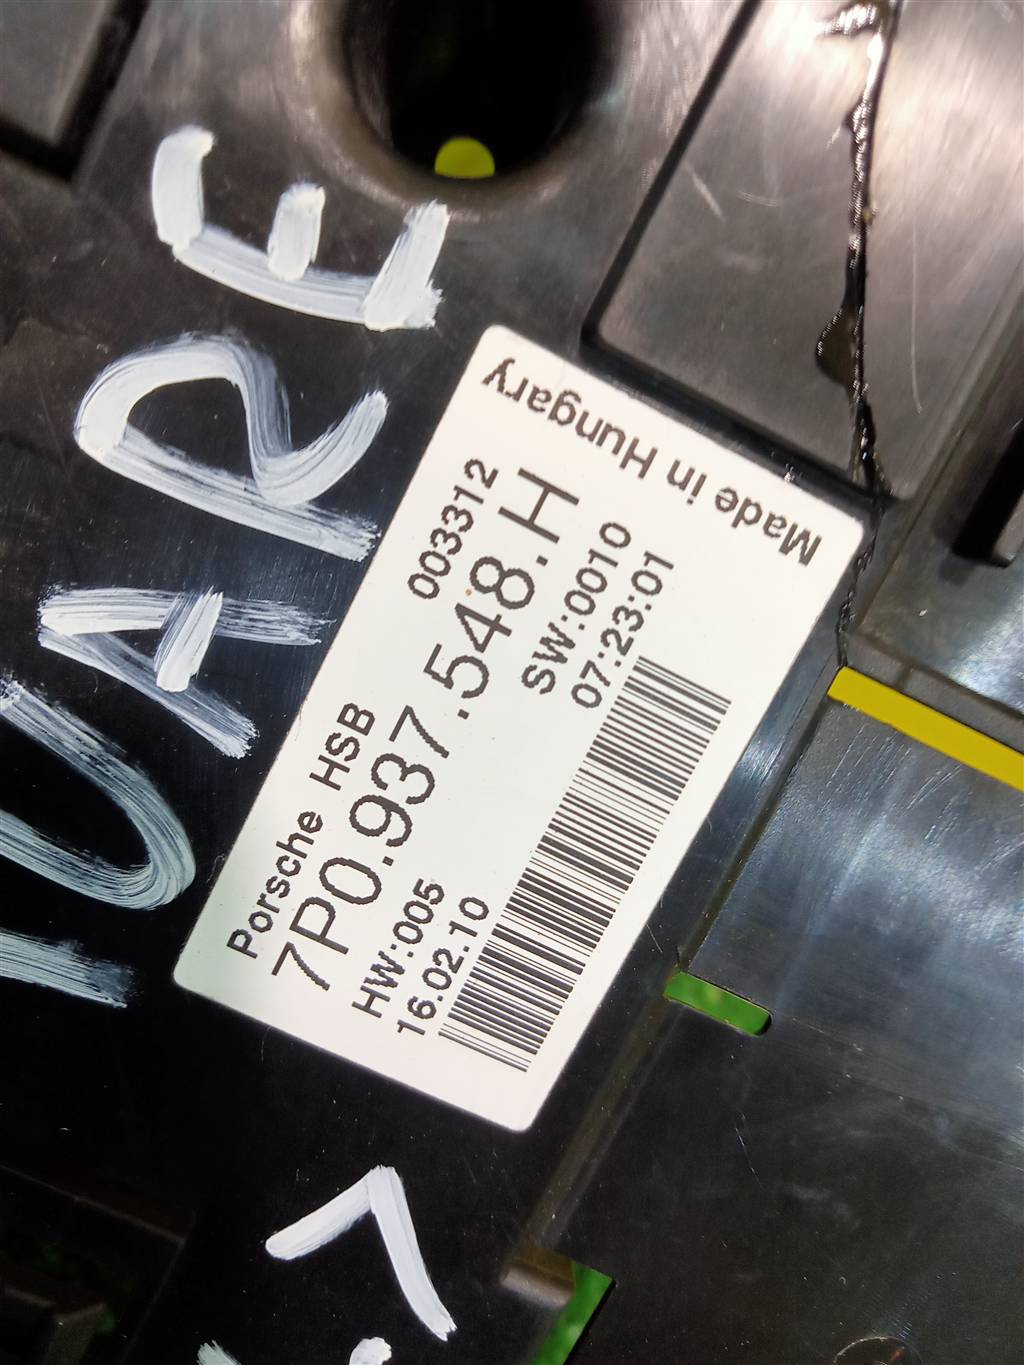 003312
Porsche HSB
7P0.937.548.H
HW:005 SW:0010
16.02.10 07:23:01
Made in Hungary
UARE